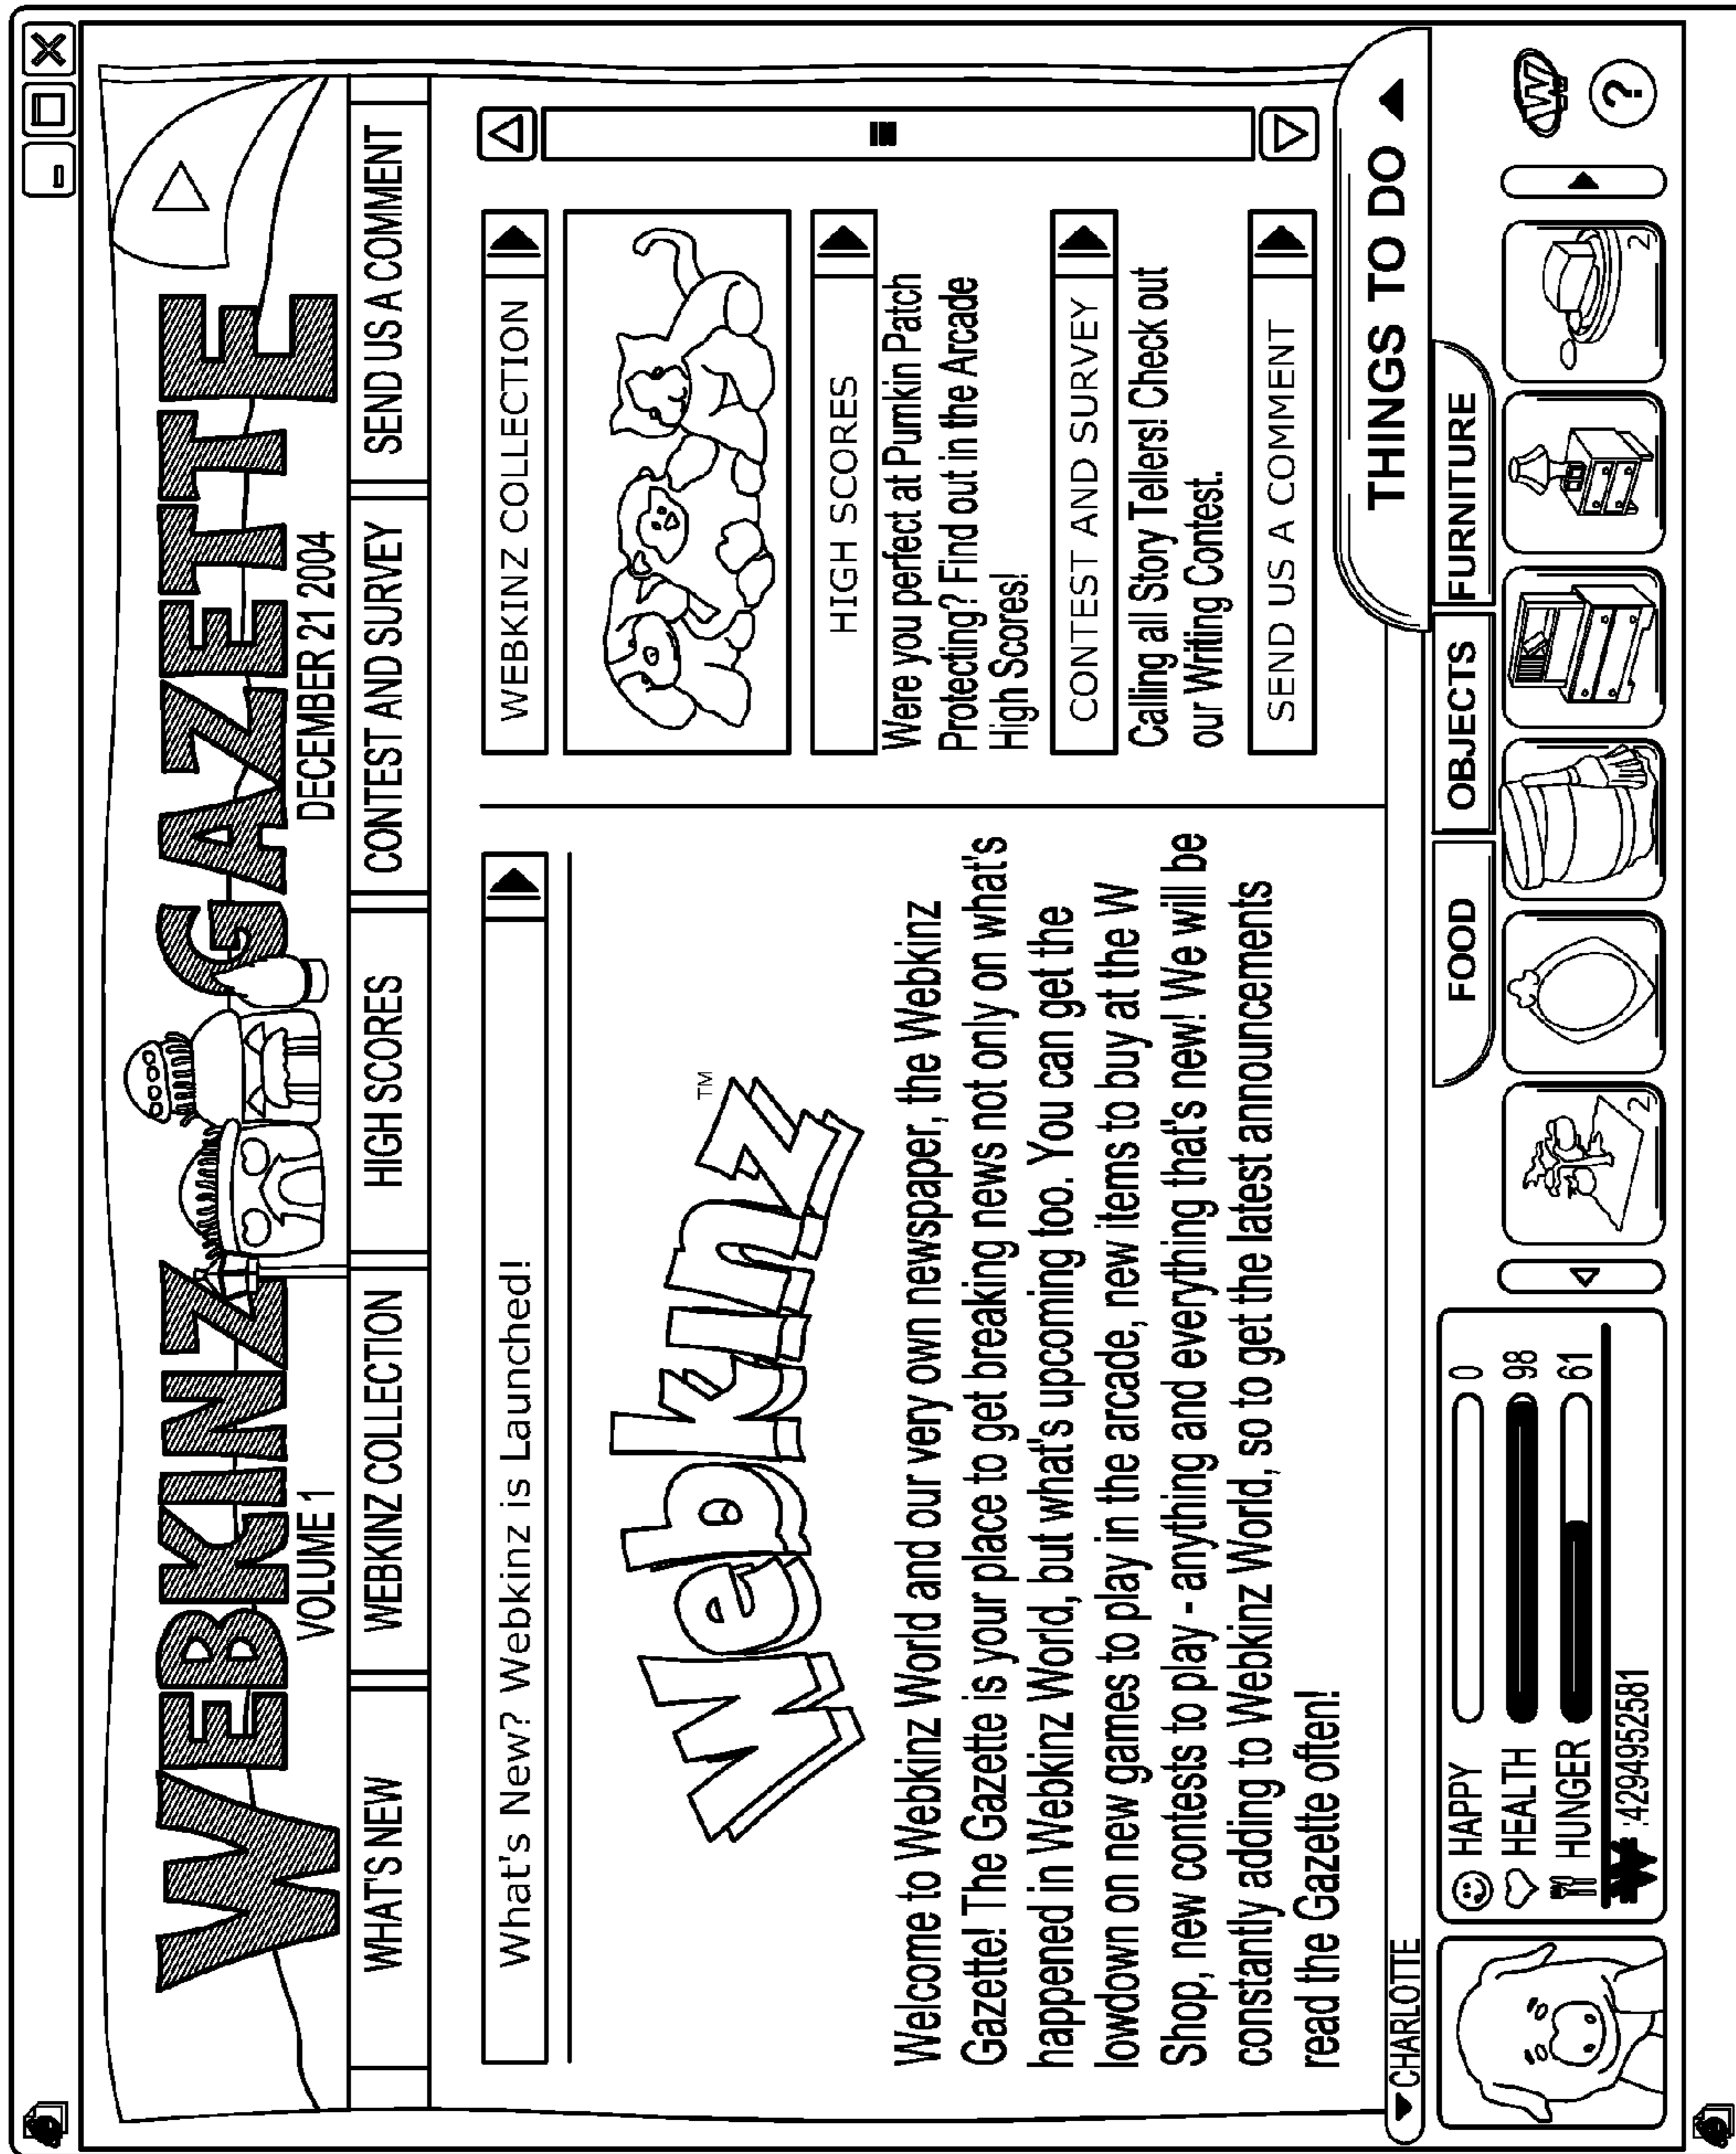 WEBKINZ GAZETTE
VOLUME 1
DECEMBER 21 2004
WHAT'S NEW
WEBKINZ COLLECTION
HIGH SCORES
CONTEST AND SURVEY
SEND US A COMMENT
What's New? Webkinz is Launched!
Webkinz™
Welcome to Webkinz World and our very own newspaper, the Webkinz
Gazette! The Gazette is your place to get breaking news not only on what's
happened in Webkinz World, but what's upcoming too. You can get the
lowdown on new games to play in the arcade, new items to buy at the W
Shop, new contests to play - anything and everything that's new! We will be
constantly adding to Webkinz World, so to get the latest announcements
read the Gazette often!
WEBKINZ COLLECTION
HIGH SCORES
Were you perfect at Pumkin Patch
Protecting? Find out in the Arcade
High Scores!
CONTEST AND SURVEY
Calling all Story Tellers! Check out
our Writing Contest.
SEND US A COMMENT
THINGS TO DO
CHARLOTTE
HAPPY 0
HEALTH 98
HUNGER 61
W :4294952581
FOOD
OBJECTS
FURNITURE
2
2
W
?